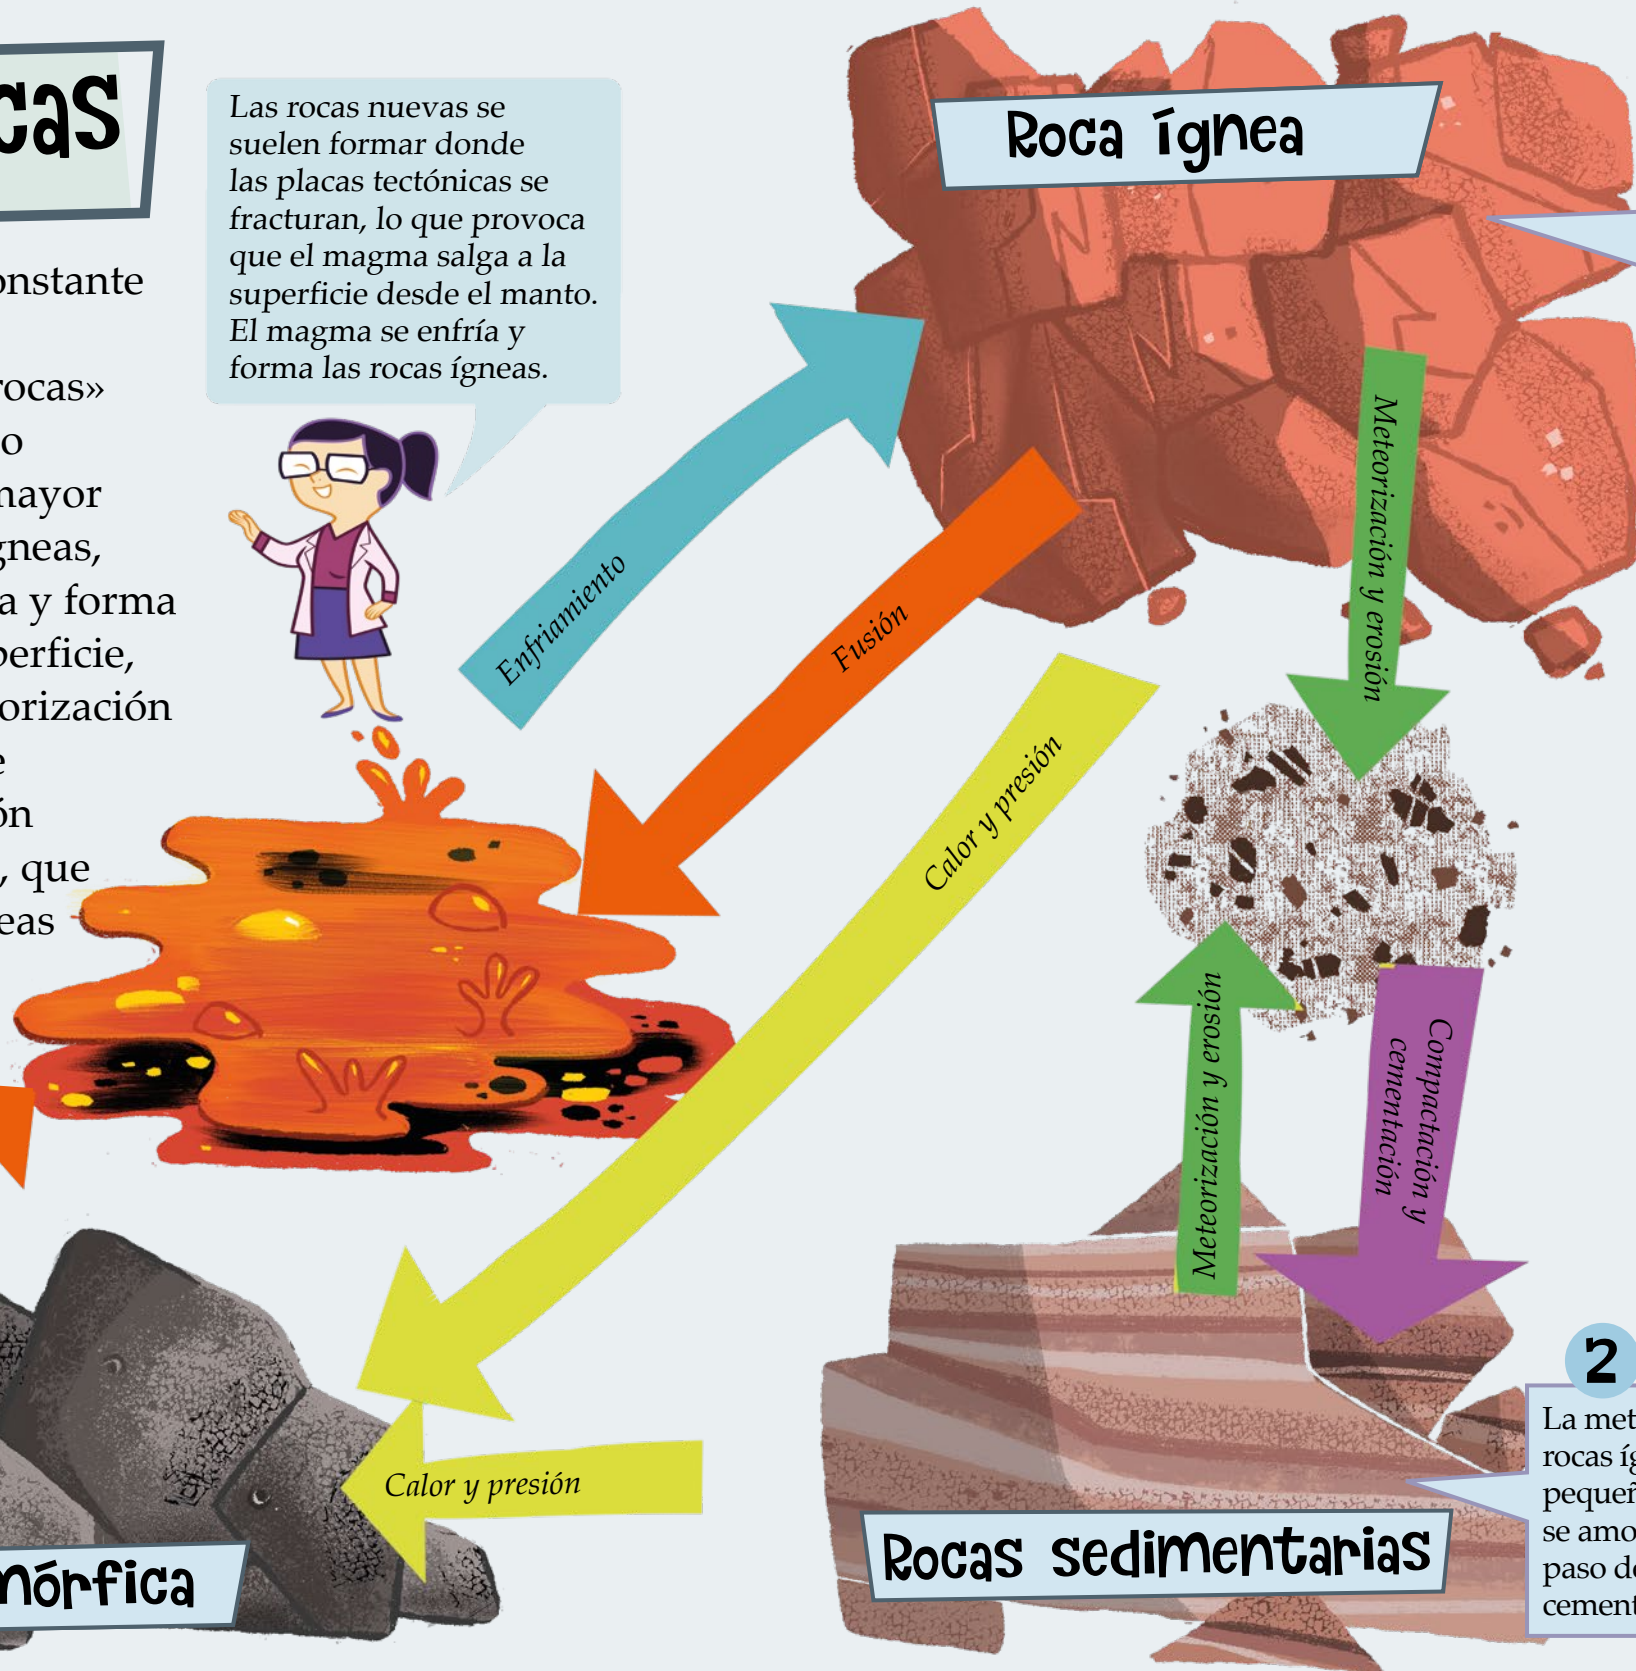 cas
Las rocas nuevas se
suelen formar donde
las placas tectónicas se
fracturan, lo que provoca
que el magma salga a la
superficie desde el manto.
El magma se enfría y
forma las rocas ígneas.
onstante
rocas»
o
mayor
gneas,
a y forma
perficie,
orización
e
ón
, que
eas
Roca ígnea
Enfriamiento
Fusión
Calor y presión
Meteorización y erosión
Meteorización y erosión
Compactación y
cementación
Calor y presión
mórfica
Rocas sedimentarias
2
La met
rocas íg
pequeñ
se amo
paso de
cement